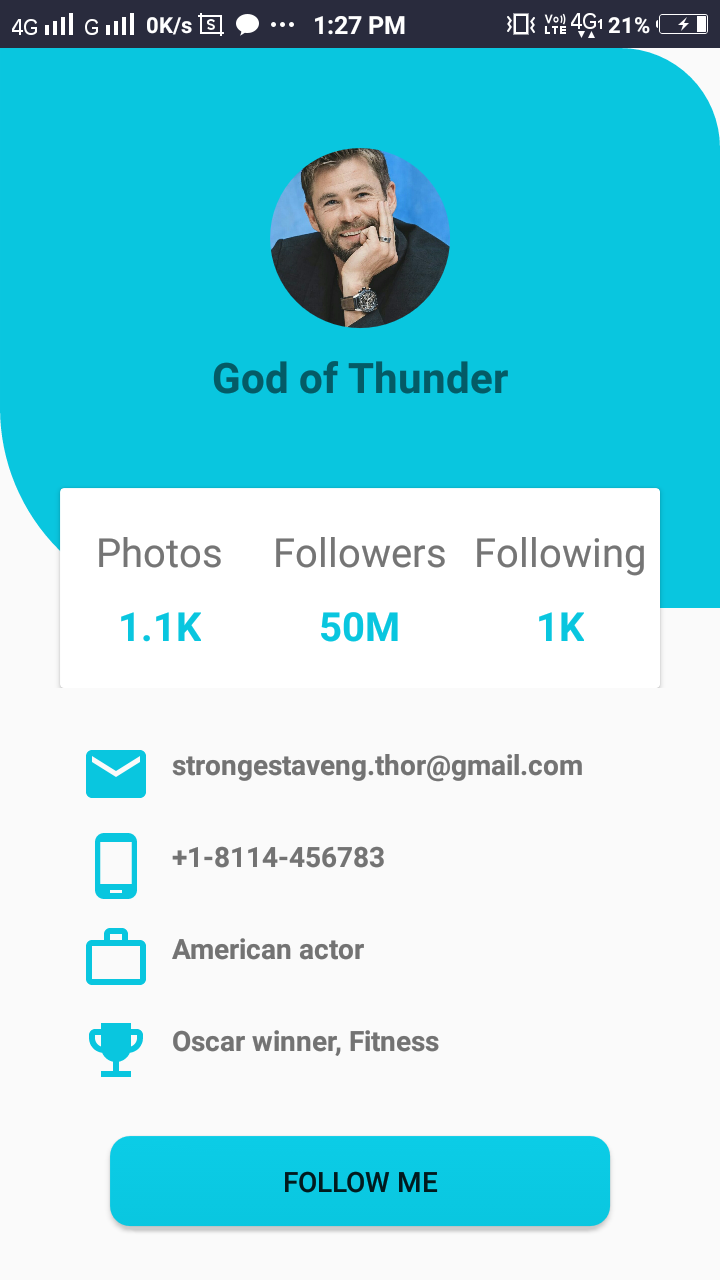 4G G 0K/s S 1:27 PM Vo)) LTE 4G1 21%
God of Thunder
Photos Followers Following
1.1K 50M 1K
strongestaveng.thor@gmail.com
+1-8114-456783
American actor
Oscar winner, Fitness
FOLLOW ME